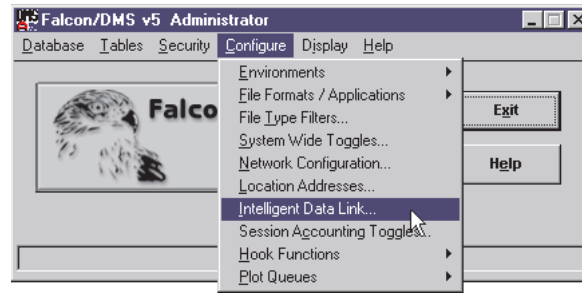 Falcon/DMS v5 Administrator
Database Tables Security Configure Display Help
Environments
File Formats / Applications
File Type Filters...
System Wide Toggles...
Network Configuration...
Location Addresses...
Intelligent Data Link...
Session Accounting Toggles...
Hook Functions
Plot Queues
Falco
Exit
Help